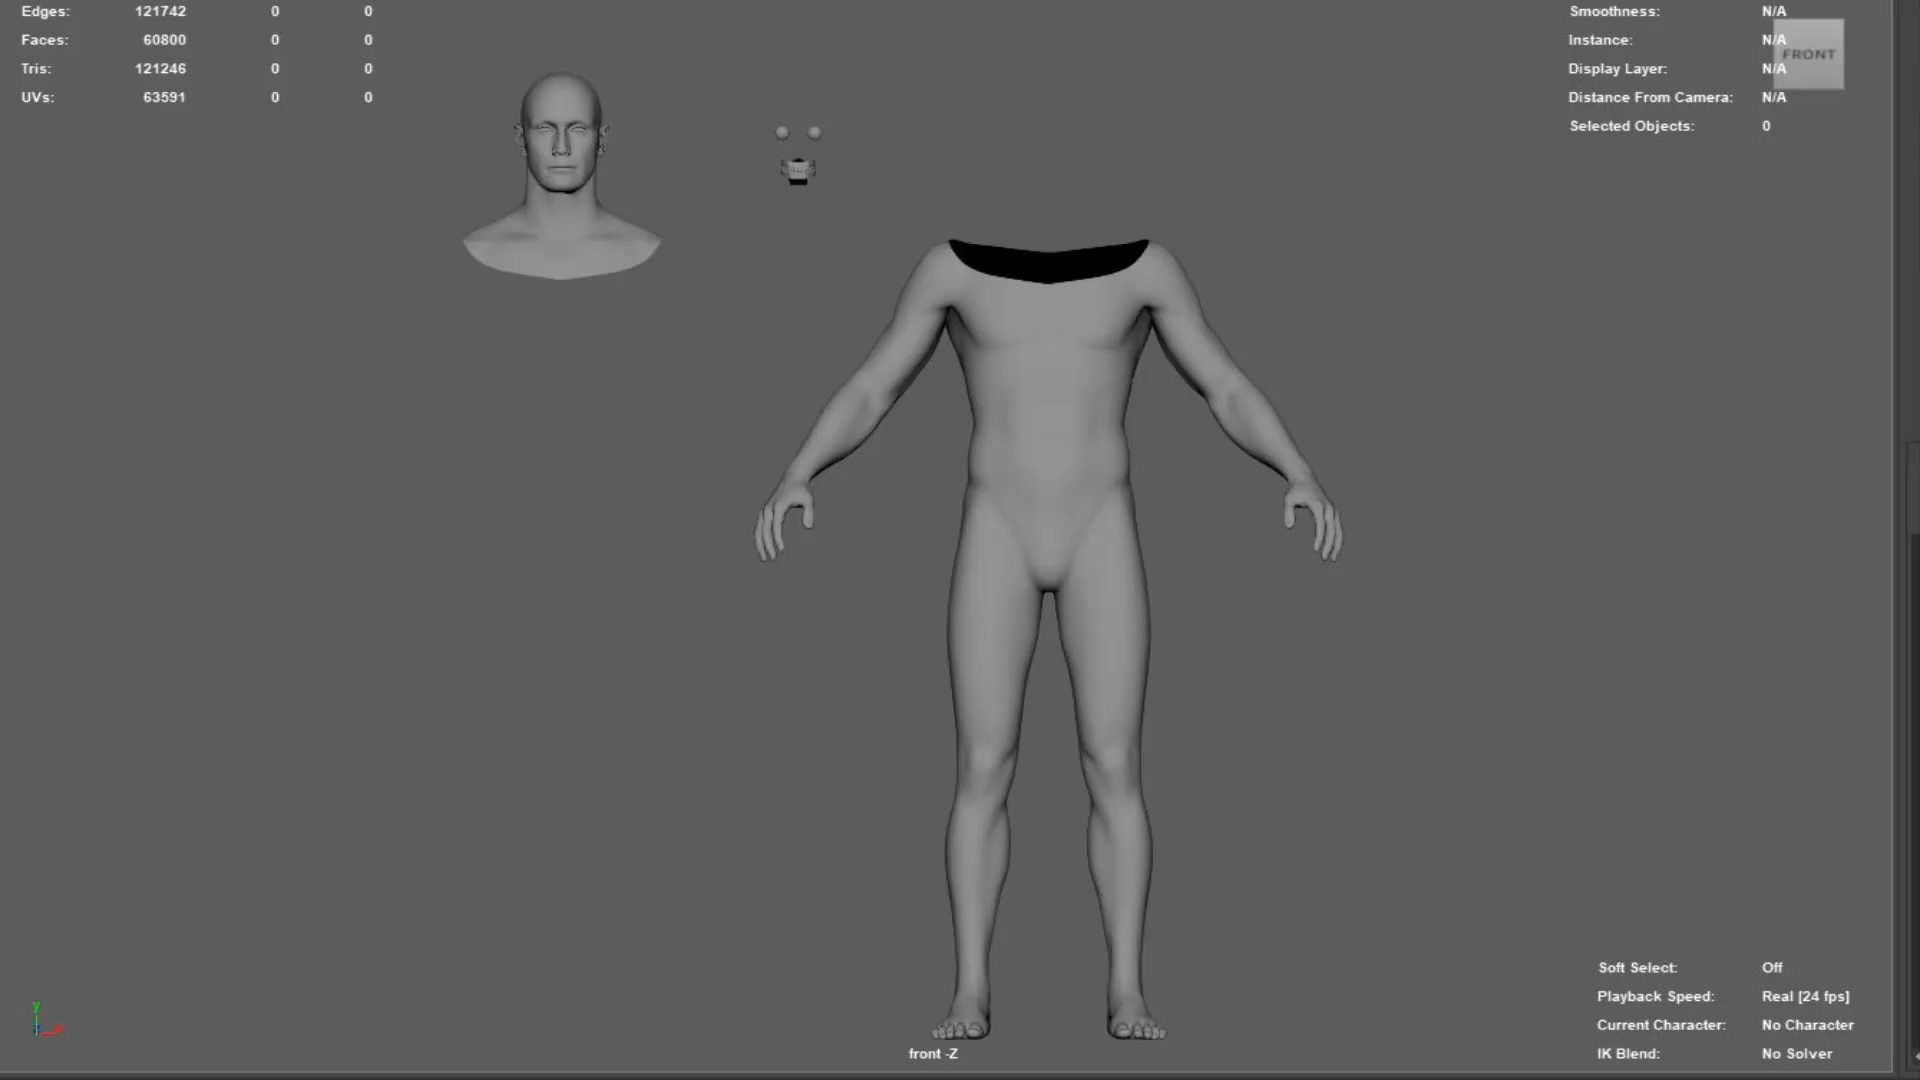 Edges: 121742 0 0
Faces: 60800 0 0
Tris: 121246 0 0
UVs: 63591 0 0
Smoothness: N/A
Instance: N/A
FRONT
Display Layer: N/A
Distance From Camera: N/A
Selected Objects: 0
Soft Select: Off
Playback Speed: Real [24 fps]
Current Character: No Character
IK Blend: No Solver
front -Z
y
z
x